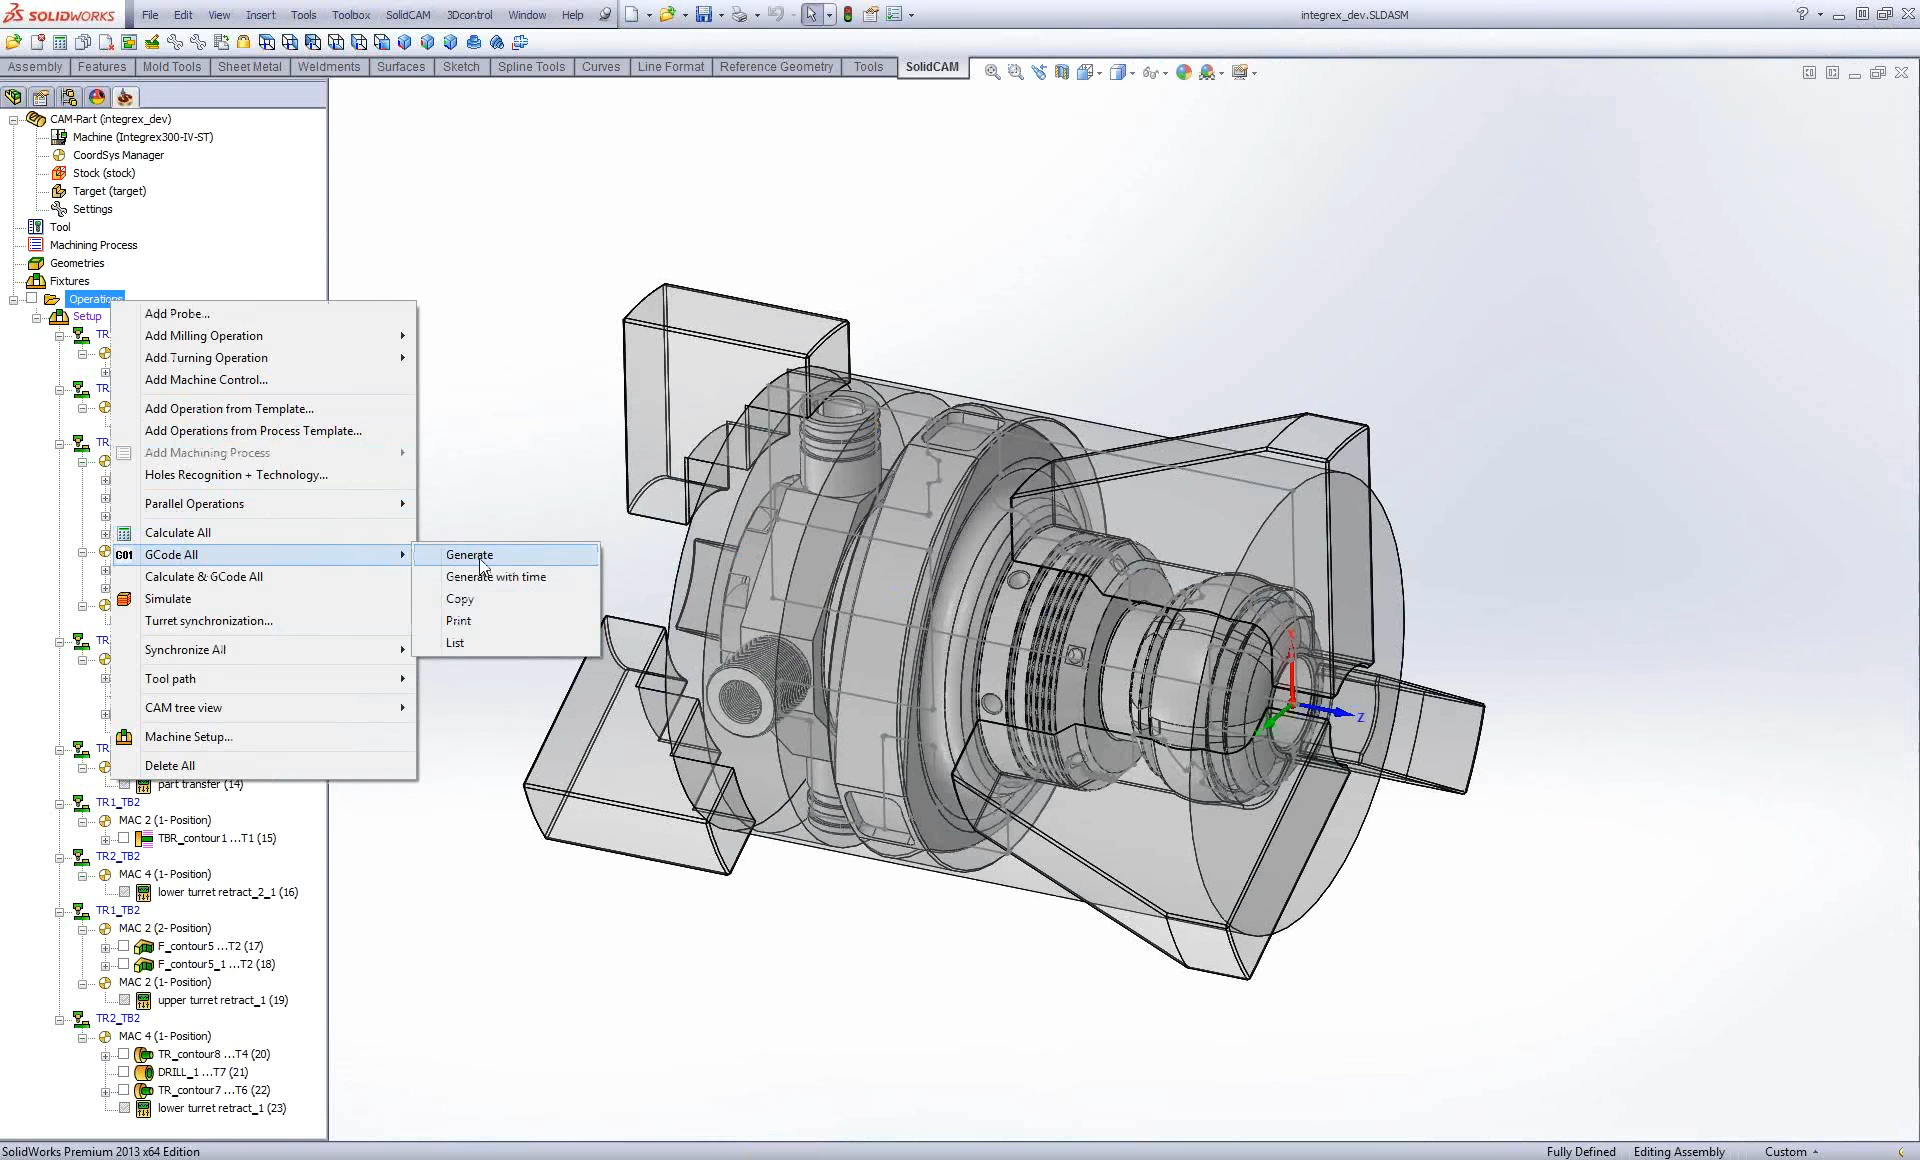 SOLIDWORKS File Edit View Insert Tools Toolbox SolidCAM 3Dcontrol Window Help integrex_dev.SLDASM
Assembly Features Mold Tools Sheet Metal Weldments Surfaces Sketch Spline Tools Curves Line Format Reference Geometry Tools SolidCAM
CAM-Part (integrex_dev)
Machine (Integrex300-IV-ST)
CoordSys Manager
Stock (stock)
Target (target)
Settings
Tool
Machining Process
Geometries
Fixtures
Operations
Setup
TR
TR
TR
TR
TR
part transfer (14)
TR1_TB2
MAC 2 (1- Position)
TBR_contour1 ...T1 (15)
TR2_TB2
MAC 4 (1- Position)
lower turret retract_2_1 (16)
TR1_TB2
MAC 2 (2- Position)
F_contour5 ...T2 (17)
F_contour5_1 ...T2 (18)
MAC 2 (1- Position)
upper turret retract_1 (19)
TR2_TB2
MAC 4 (1- Position)
TR_contour8 ...T4 (20)
DRILL_1 ...T7 (21)
TR_contour7 ...T6 (22)
lower turret retract_1 (23)
Add Probe...
Add Milling Operation
Add Turning Operation
Add Machine Control...
Add Operation from Template...
Add Operations from Process Template...
Add Machining Process
Holes Recognition + Technology...
Parallel Operations
Calculate All
G01 GCode All
Calculate & GCode All
Simulate
Turret synchronization...
Synchronize All
Tool path
CAM tree view
Machine Setup...
Delete All
Generate
Generate with time
Copy
Print
List
Z
SolidWorks Premium 2013 x64 Edition Fully Defined Editing Assembly Custom